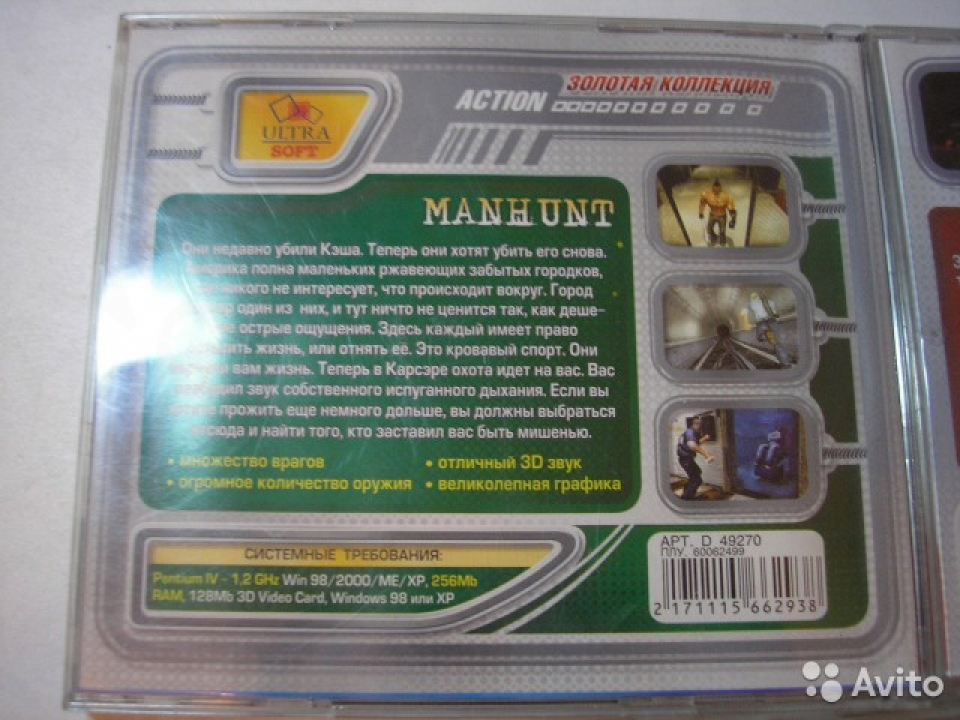 ULTRA
SOFT
ACTION ЗОЛОТАЯ КОЛЛЕКЦИЯ
MANHUNT
Они недавно убили Кэша. Теперь они хотят убить его снова.
полна маленьких ржавеющих забытых городков,
никого не интересует, что происходит вокруг. Город
один из них, и тут ничто не ценится так, как деше-
острые ощущения. Здесь каждый имеет право
жизнь, или отнять её. Это кровавый спорт. Они
вам жизнь. Теперь в Карсэре охота идет на вас. Вас
звук собственного испуганного дыхания. Если вы
прожить еще немного дольше, вы должны выбраться
отсюда и найти того, кто заставил вас быть мишенью.
• множество врагов
• огромное количество оружия
• отличный 3D звук
• великолепная графика
СИСТЕМНЫЕ ТРЕБОВАНИЯ:
Pentium IV - 1,2 GHz Win 98/2000/ME/XP, 256Mb
RAM, 128Mb 3D Video Card, Windows 98 или XP
АРТ. D 49270
ПЛУ. 60062499
2 171115 662938
Avito